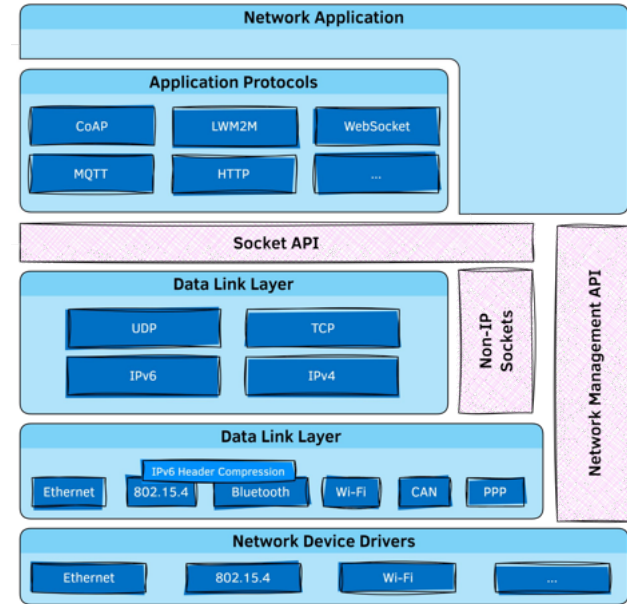 Network Application
Application Protocols
CoAP
LWM2M
WebSocket
MQTT
HTTP
...
Socket API
Data Link Layer
UDP
TCP
IPv6
IPv4
Non-IP
Sockets
Network Management API
Data Link Layer
IPv6 Header Compression
Ethernet
802.15.4
Bluetooth
Wi-Fi
CAN
PPP
Network Device Drivers
Ethernet
802.15.4
Wi-Fi
...